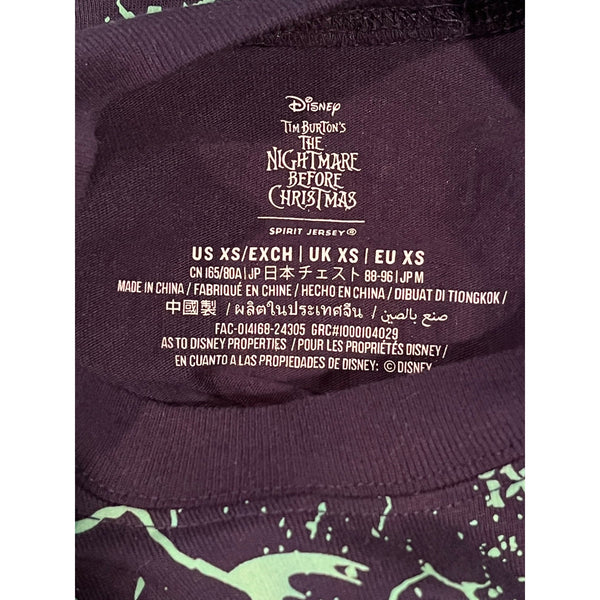 Disney
TIM BURTON'S
THE
NIGHTMARE
BEFORE
CHRISTMAS
SPIRIT JERSEY®
US XS/EXCH | UK XS | EU XS
CN 165/80A | JP 日本 チェスト 88-96 | JP M
MADE IN CHINA / FABRIQUÉ EN CHINE / HECHO EN CHINA / DIBUAT DI TIONGKOK /
中國製 / ผลิตในประเทศจีน / صنع بالصين
FAC-014168-24305 GRC#1000104029
AS TO DISNEY PROPERTIES / POUR LES PROPRIÉTÉS DISNEY /
EN CUANTO A LAS PROPIEDADES DE DISNEY: © DISNEY